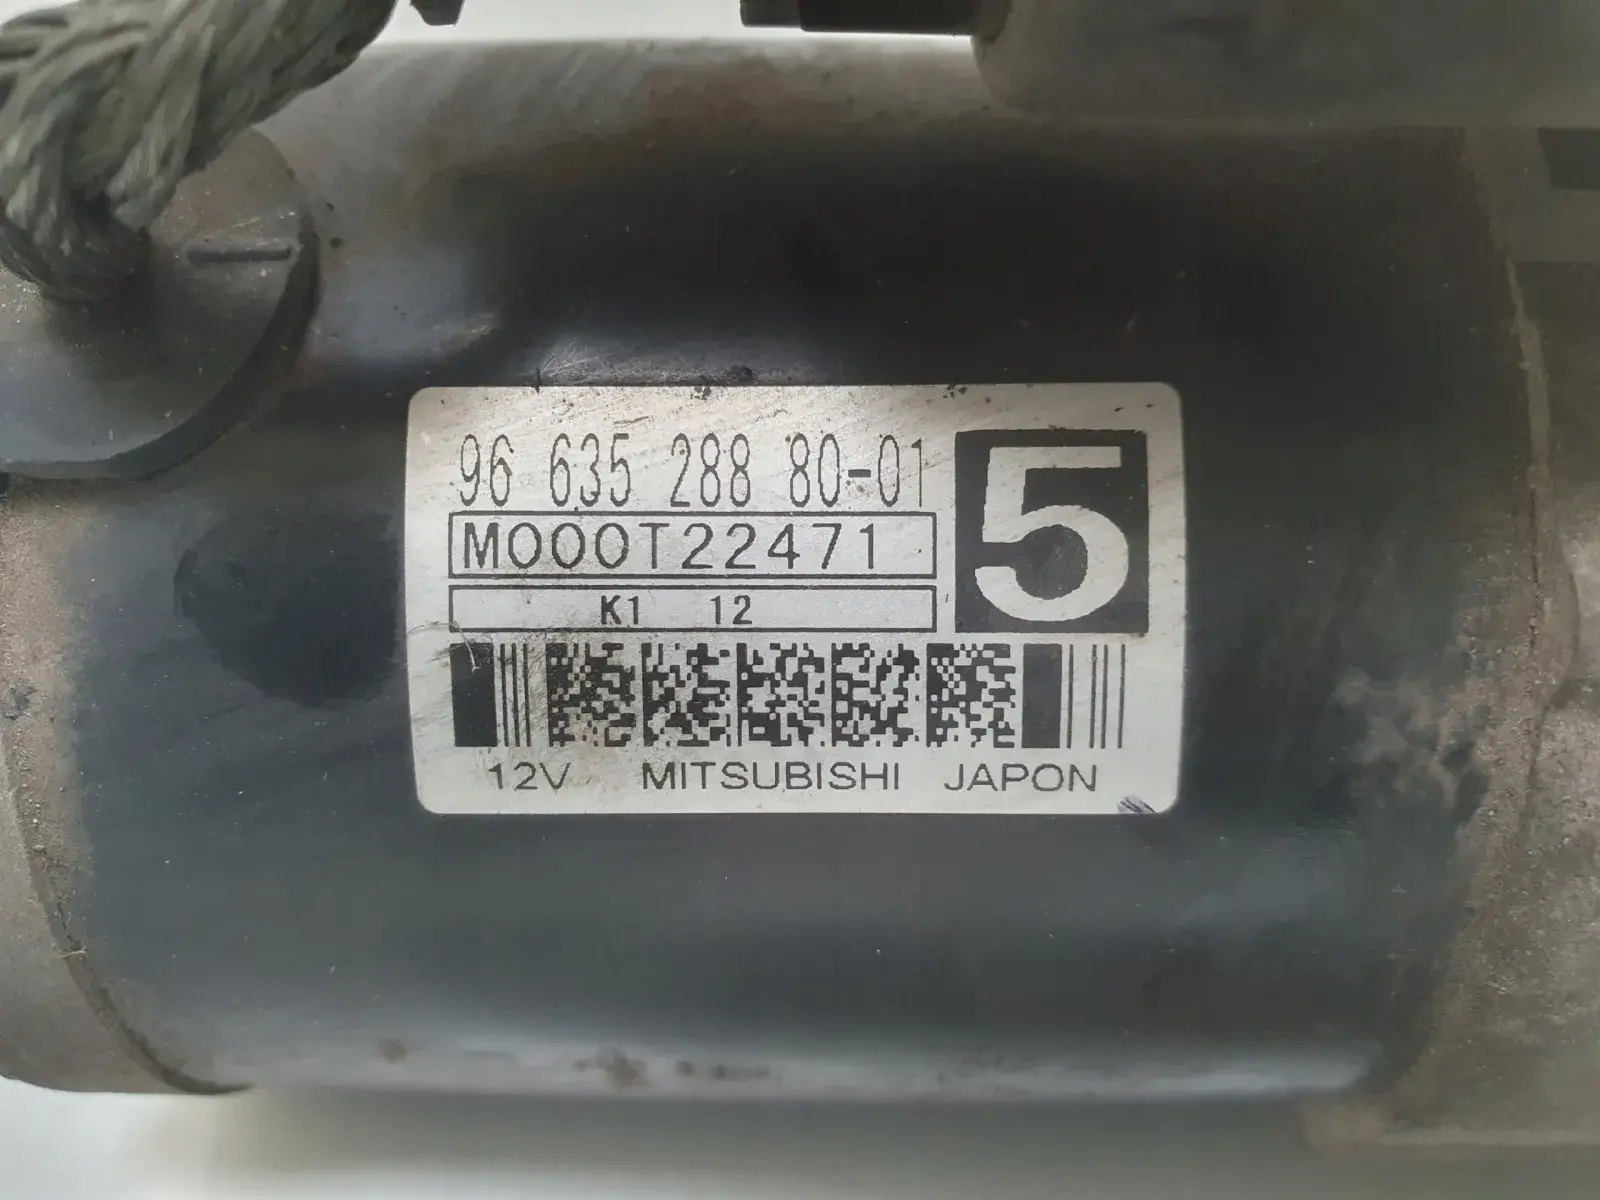 96 635 288 80-01
5
M000T22471
K1 12
12V MITSUBISHI JAPON